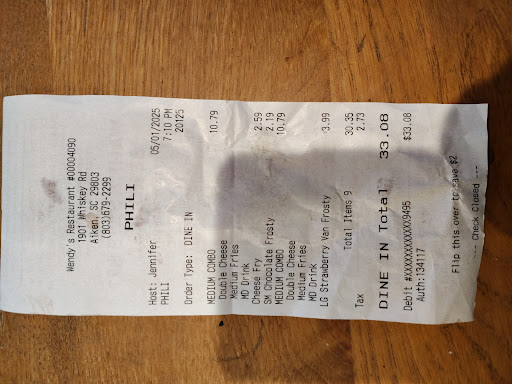 Wendy's Restaurant #00004090
1901 Whiskey Rd
Aiken, SC 29803
(803)679-2299
PHILI
Host: Jennifer 05/01/2025
PHILI 7:10 PM
20125
Order Type: DINE IN
MEDIUM COMBO 10.79
Double Cheese
Medium Fries
MD Drink
Cheese Fry 2.59
SM Chocolate Frosty 2.19
MEDIUM COMBO 10.79
Double Cheese
Medium Fries
MD Drink
LG Strawberry Van Frosty 3.99
Total Items 9 30.35
Tax 2.73
DINE IN Total 33.08
Debit #XXXXXXXXXXXX9495 $33.08
Auth:134117
Flip this over to save $2
--- Check Closed ---